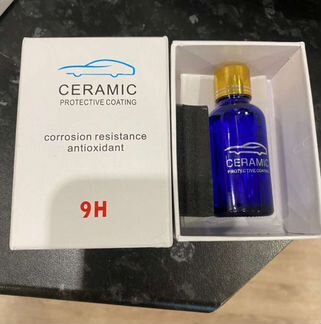 CERAMIC
PROTECTIVE COATING
corrosion resistance
antioxidant
9H
CERAMIC
PROTECTIVE COATING